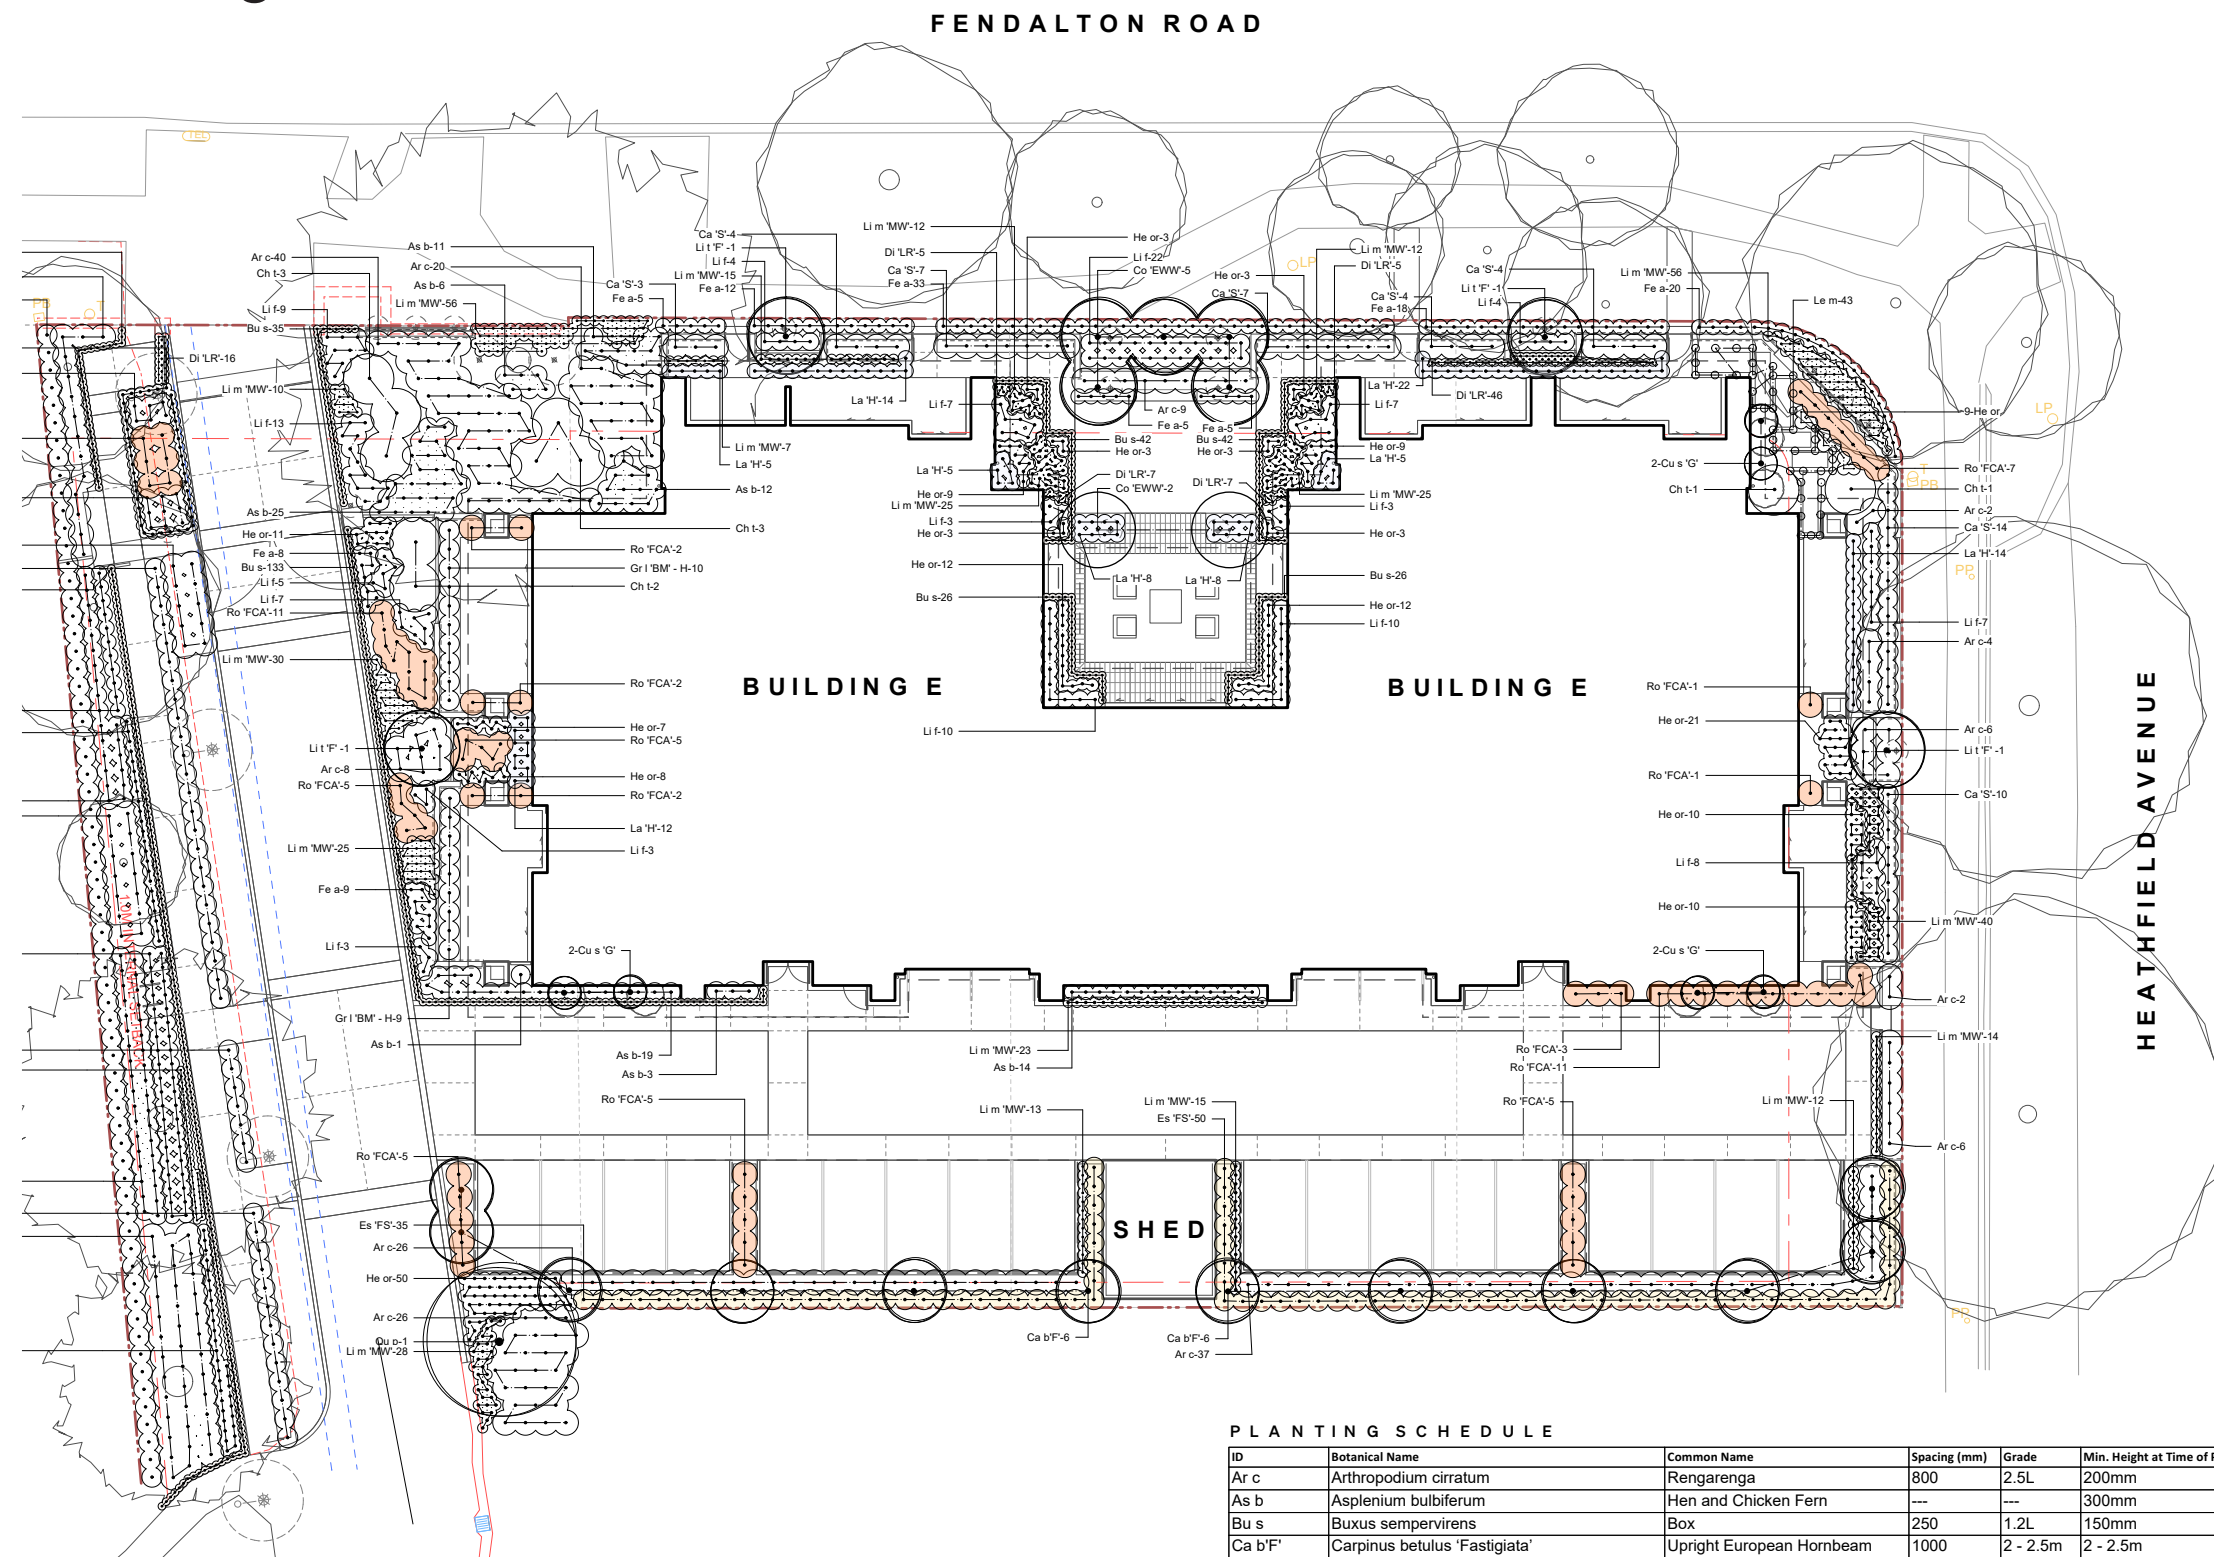 FENDALTON ROAD
TEL
Li m 'MW'-12
Ca 'S'-4
Li t 'F' -1
Li f-4
Li m 'MW'-15
Fe a-12
He or-3
Li f-22
Co 'EWW'-5
Di 'LR'-5
Ca 'S'-7
Fe a-33
As b-11
Ar c-20
As b-6
Li m 'MW'-56
Ar c-40
Ch t-3
Li f-9
Bu s-35
Ca 'S'-3
Fe a-5
He or-3
Ca 'S'-7
LP
Li m 'MW'-12
Di 'LR'-5
Ca 'S'-4
Fe a-18
Ca 'S'-4
Li t 'F' -1
Li f-4
Li m 'MW'-56
Fe a-20
Le m-43
PB
T
Di 'LR'-16
Li m 'MW'-10
Li f-13
La 'H'-14
Li f-7
Ar c-9
Fe a-5
Fe a-5
Li f-7
La 'H'-22
Di 'LR'-46
9-He or
LP
Li m 'MW'-7
La 'H'-5
As b-12
Ch t-3
Bu s-42
He or-3
Bu s-42
He or-3
He or-9
La 'H'-5
La 'H'-5
He or-9
Li m 'MW'-25
Li f-3
He or-3
Di 'LR'-7
Co 'EWW'-2
Di 'LR'-7
Li m 'MW'-25
Li f-3
He or-3
2-Cu s 'G'
Ch t-1
Ro 'FCA'-7
T
PB
Ch t-1
Ar c-2
Ca 'S'-14
La 'H'-14
PP
As b-25
He or-11
Fe a-8
Bu s-133
Li f-5
Li f-7
Ro 'FCA'-11
Ro 'FCA'-2
Gr l 'BM' - H-10
Ch t-2
He or-12
Bu s-26
La 'H'-8
La 'H'-8
Bu s-26
He or-12
Li f-10
Li f-7
Ar c-4
Li m 'MW'-30
Ro 'FCA'-2
BUILDING E
BUILDING E
Ro 'FCA'-1
He or-21
HEATHFIELD AVENUE
He or-7
Ro 'FCA'-5
Li f-10
Ar c-6
Li t 'F' -1
Li t 'F' -1
Ar c-8
Ro 'FCA'-5
He or-8
Ro 'FCA'-2
Ro 'FCA'-1
Ca 'S'-10
He or-10
La 'H'-12
Li f-3
Li m 'MW'-25
Fe a-9
Li f-8
He or-10
Li m 'MW'-40
Li f-3
2-Cu s 'G'
2-Cu s 'G'
Ar c-2
Gr l 'BM' - H-9
As b-1
As b-19
As b-3
Li m 'MW'-23
As b-14
Ro 'FCA'-3
Ro 'FCA'-11
Li m 'MW'-14
Ro 'FCA'-5
Li m 'MW'-13
Li m 'MW'-15
Es 'FS'-50
Ro 'FCA'-5
Li m 'MW'-12
Ar c-6
Ro 'FCA'-5
Es 'FS'-35
Ar c-26
He or-50
SHED
Ar c-26
Qu p-1
Li m 'MW'-28
Ca b'F'-6
Ca b'F'-6
Ar c-37
PP
PLANTING SCHEDULE
ID Botanical Name Common Name Spacing (mm) Grade Min. Height at Time of
Ar c Arthropodium cirratum Rengarenga 800 2.5L 200mm
As b Asplenium bulbiferum Hen and Chicken Fern --- --- 300mm
Bu s Buxus sempervirens Box 250 1.2L 150mm
Ca b'F' Carpinus betulus ‘Fastigiata’ Upright European Hornbeam 1000 2 - 2.5m 2 - 2.5m